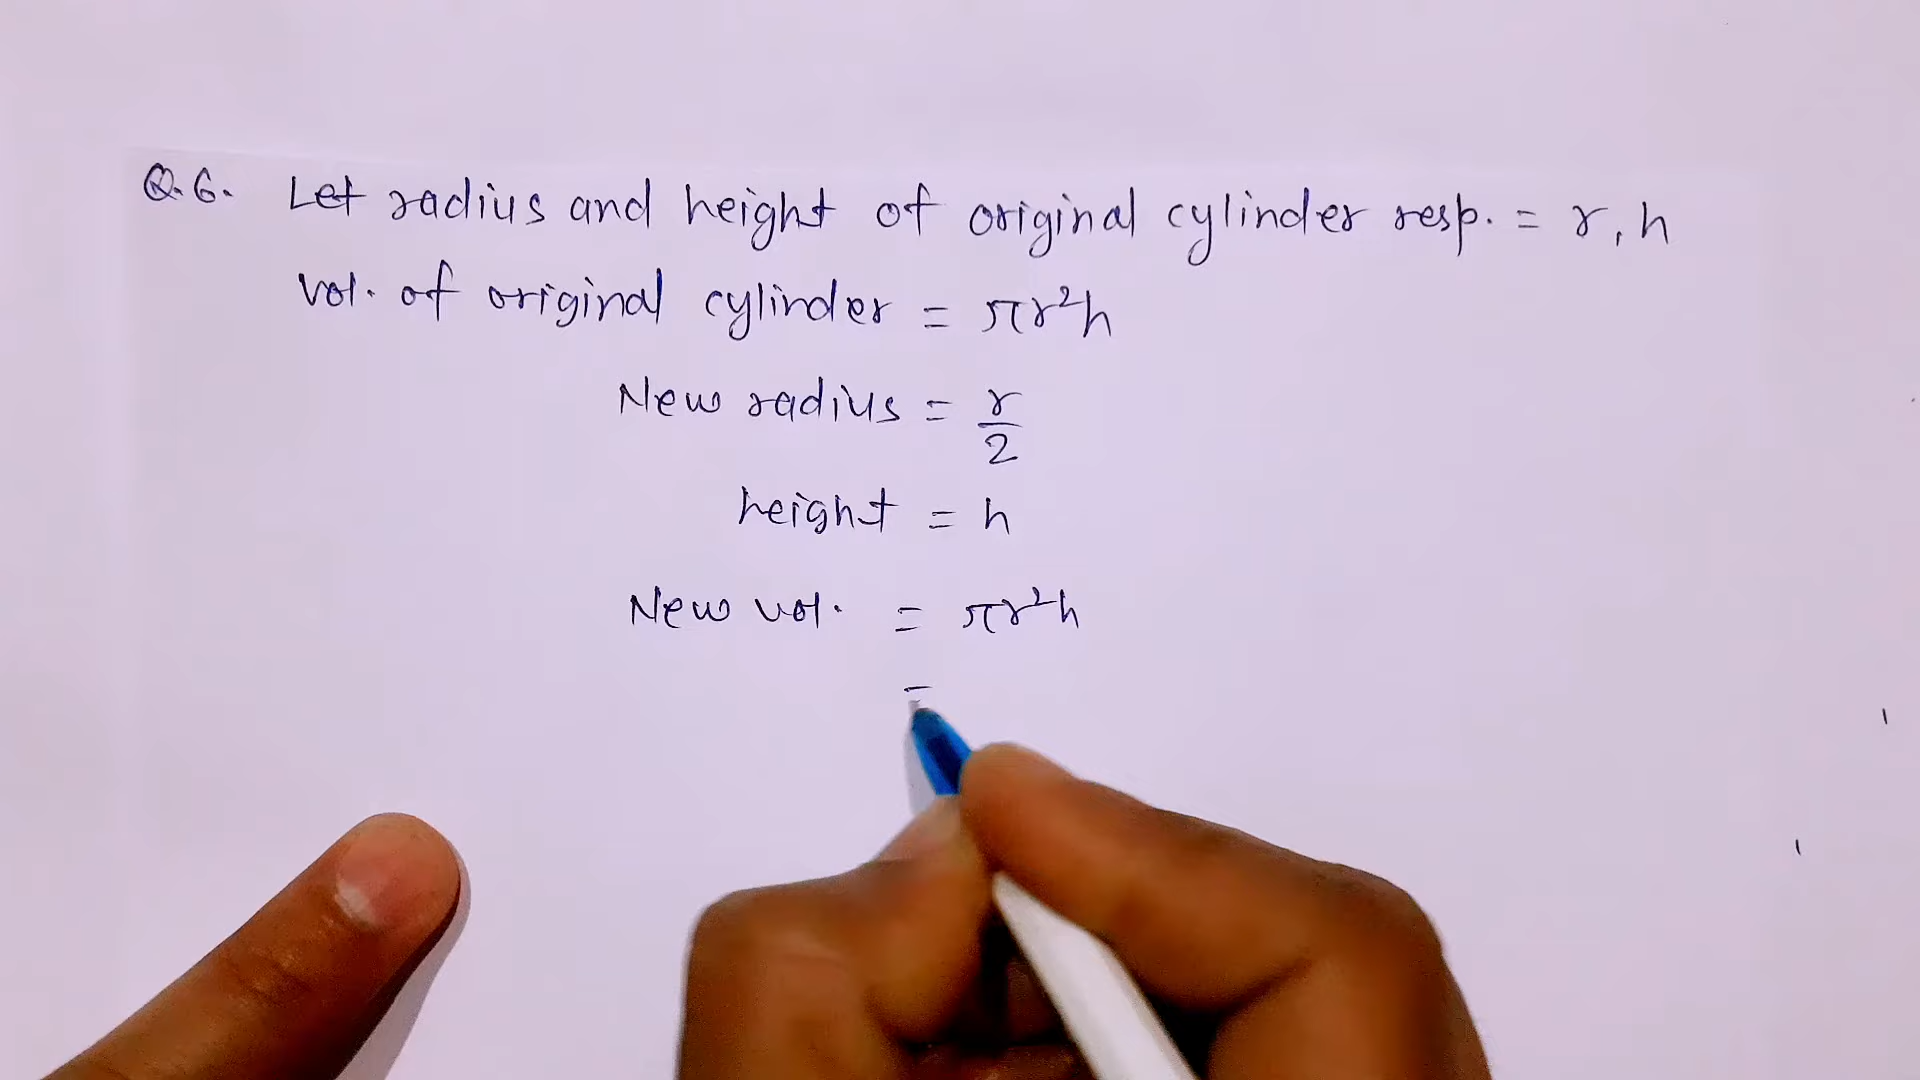 Q.6. Let radius and height of original cylinder resp. = r, h
Vol. of original cylinder = πr²h
New radius = r/2
height = h
New vol. = πr²h
=